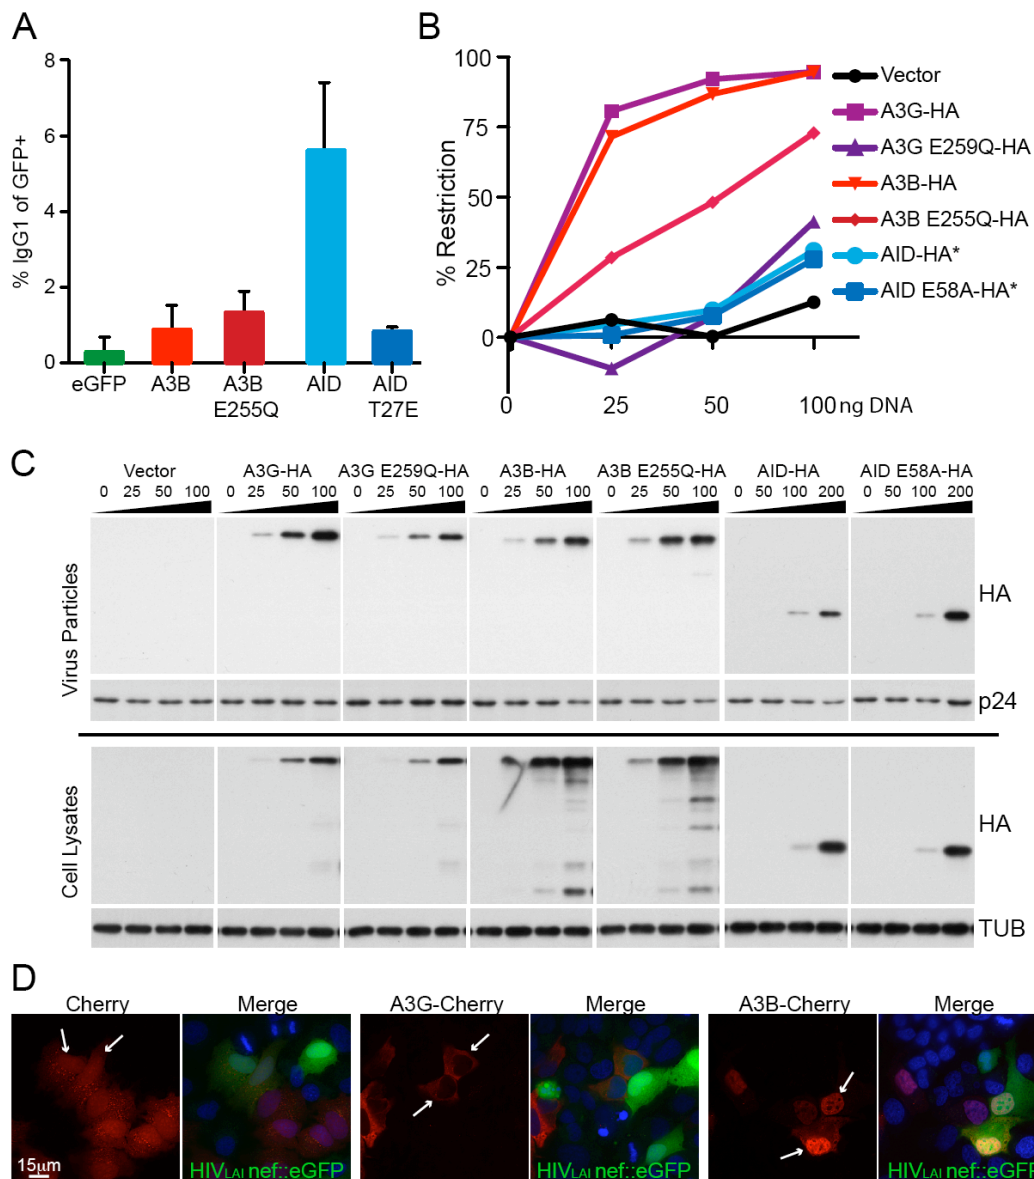 A
8
6
4
2
0
% IgG1 of GFP+
eGFP
A3B
A3B
E255Q
AID
AID
T27E
B
100
75
50
25
0
% Restriction
0
25
50
100 ng DNA
Vector
A3G-HA
A3G E259Q-HA
A3B-HA
A3B E255Q-HA
AID-HA*
AID E58A-HA*
C
Vector A3G-HA A3G E259Q-HA A3B-HA A3B E255Q-HA AID-HA AID E58A-HA
0 25 50 100 0 25 50 100 0 25 50 100 0 25 50 100 0 25 50 100 0 50 100 200 0 50 100 200
Virus Particles
HA
p24
Cell Lysates
HA
TUB
D
Cherry Merge A3G-Cherry Merge A3B-Cherry Merge
15µm
HIVLAI nef::eGFP
HIVLAI nef::eGFP
HIVLAI nef::eGFP